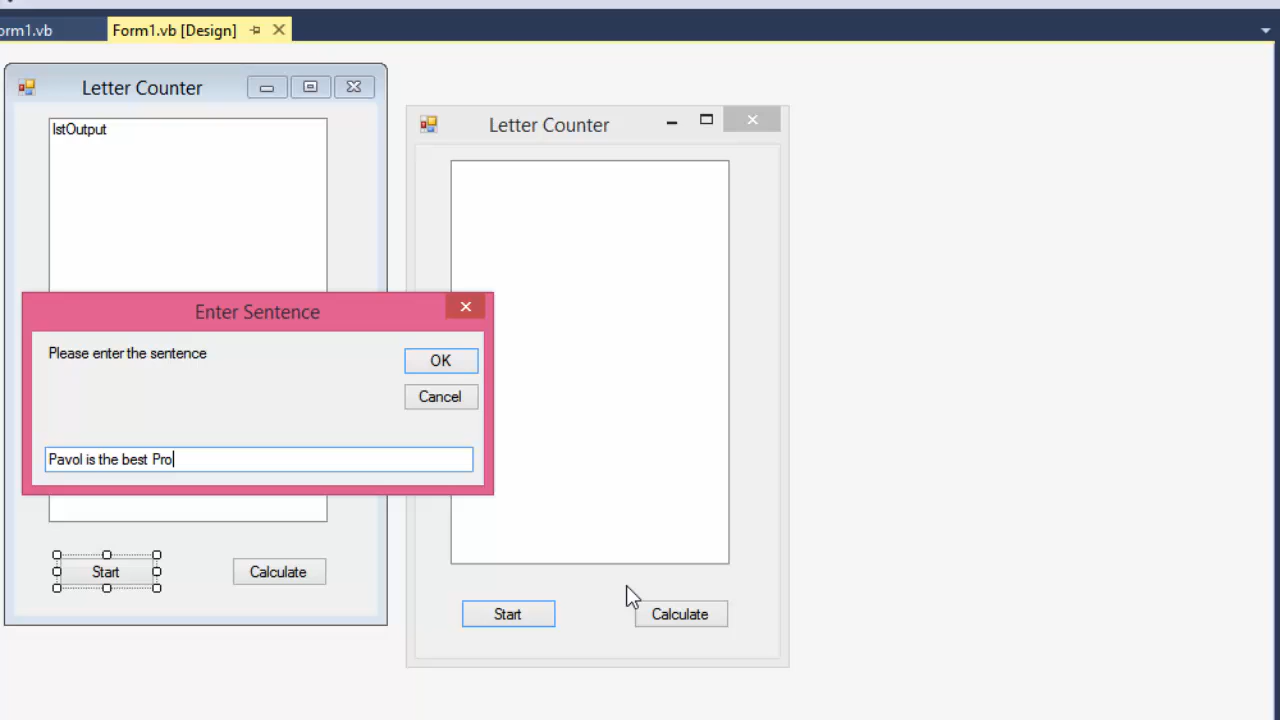 orm1.vb
Form1.vb [Design]
Letter Counter
lstOutput
Letter Counter
Enter Sentence
Please enter the sentence
OK
Cancel
Pavol is the best Pro
Start
Calculate
Start
Calculate